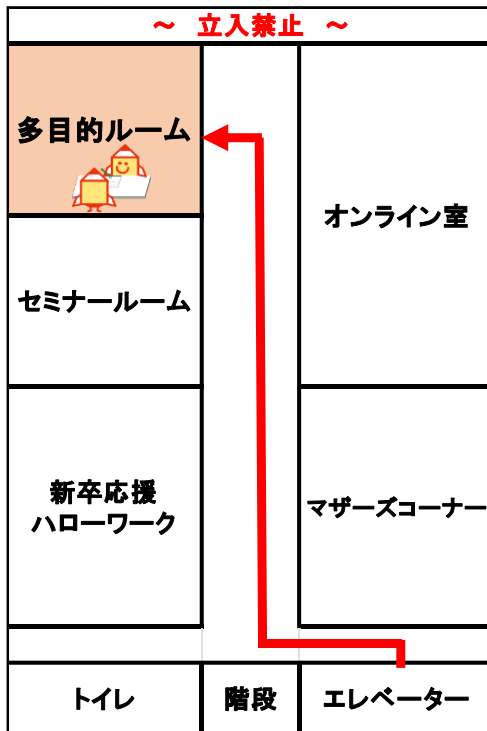 ～ 立入禁止 ～
多目的ルーム
オンライン室
セミナールーム
新卒応援
ハローワーク
マザーズコーナー
トイレ
階段
エレベーター